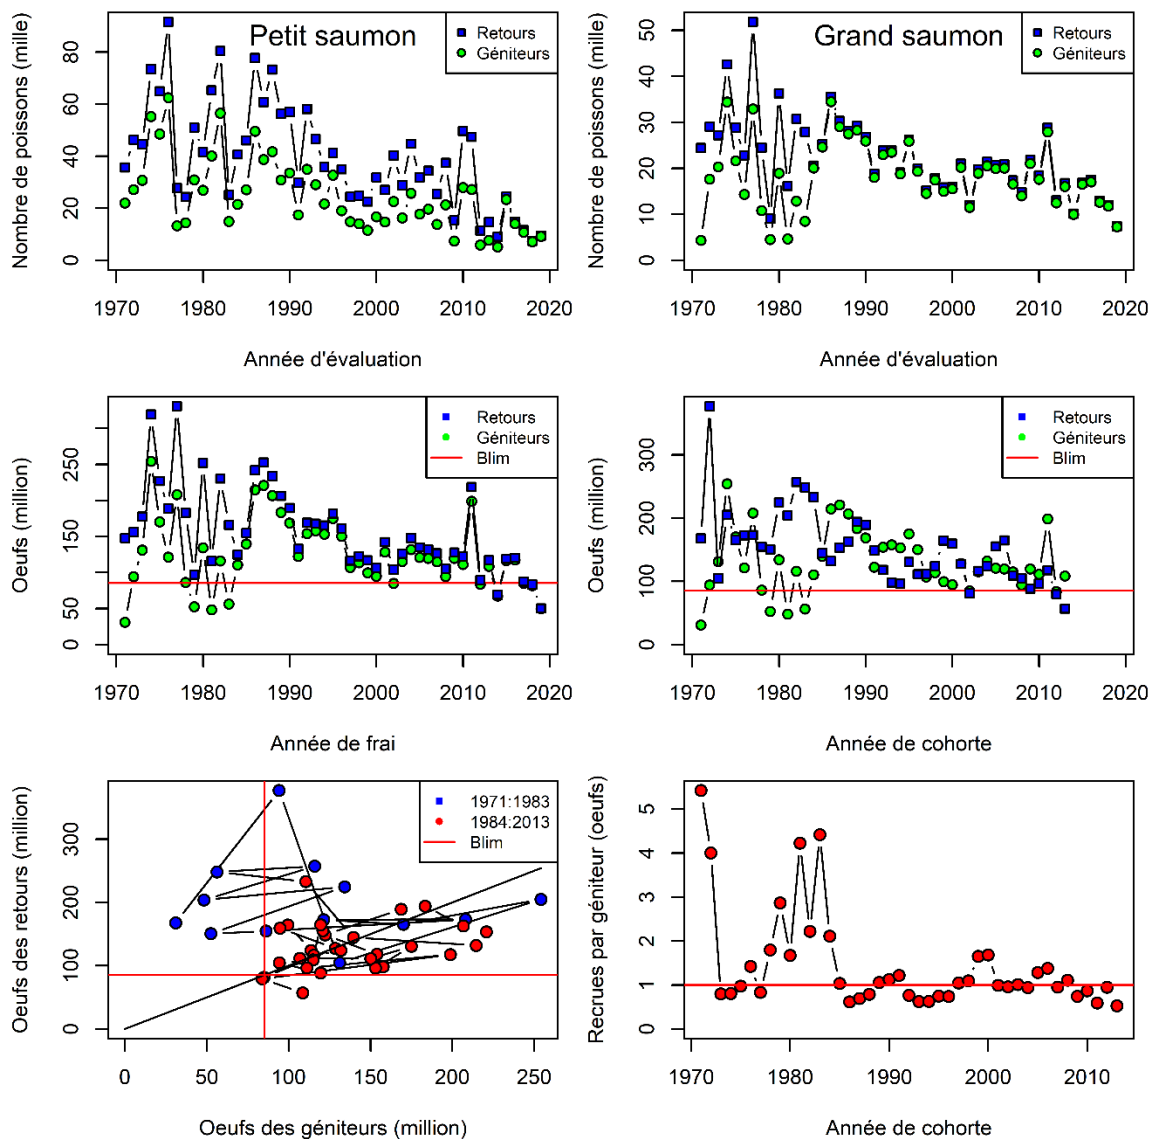 Petit saumon
Retours
Géniteurs
Nombre de poissons (mille)
0
20
40
60
80
1970
1980
1990
2000
2010
2020
Année d'évaluation
Grand saumon
Retours
Géniteurs
Nombre de poissons (mille)
0
10
20
30
40
50
1970
1980
1990
2000
2010
2020
Année d'évaluation
Retours
Géniteurs
Blim
Oeufs (million)
0
50
150
250
1970
1980
1990
2000
2010
2020
Année de frai
Retours
Géniteurs
Blim
Oeufs (million)
0
100
200
300
1970
1980
1990
2000
2010
2020
Année de cohorte
1971:1983
1984:2013
Blim
Oeufs des retours (million)
0
100
200
300
0
50
100
150
200
250
Oeufs des géniteurs (million)
Recrues par géniteur (oeufs)
0
1
2
3
4
5
1970
1980
1990
2000
2010
Année de cohorte